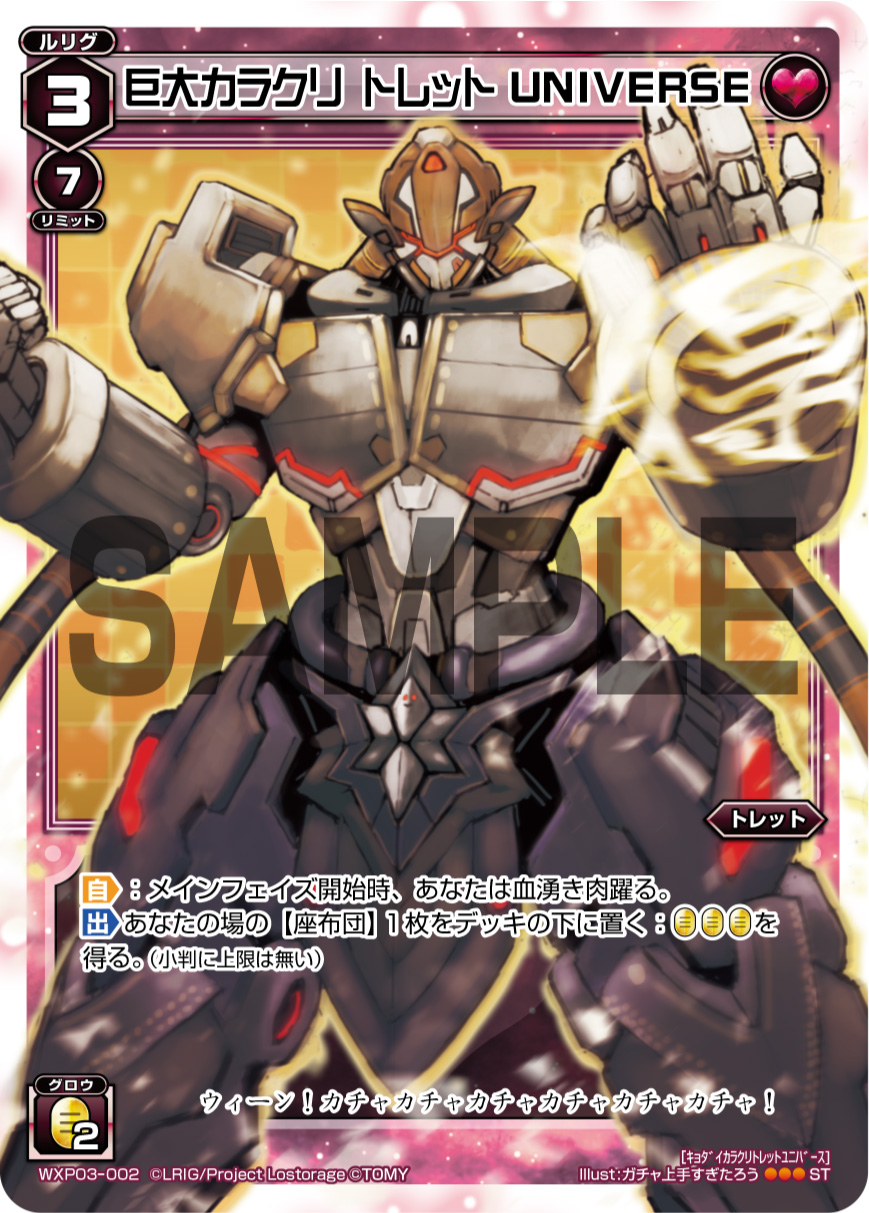 ルリグ
3 巨大カラクリ トレット UNIVERSE
7
リミット
SAMPLE
トレット
自：メインフェイズ開始時、あなたは血湧き肉躍る。
出あなたの場の【座布団】1枚をデッキの下に置く：を
得る。（小判に上限は無い）
グロウ
2
ウィーン！カチャカチャカチャカチャカチャカチャ！
[キョダイカラクリトレットユニバース]
WXP03-002 ©LRIG/Project Lostorage ©TOMY Illust:ガチャ上手すぎたろう ST